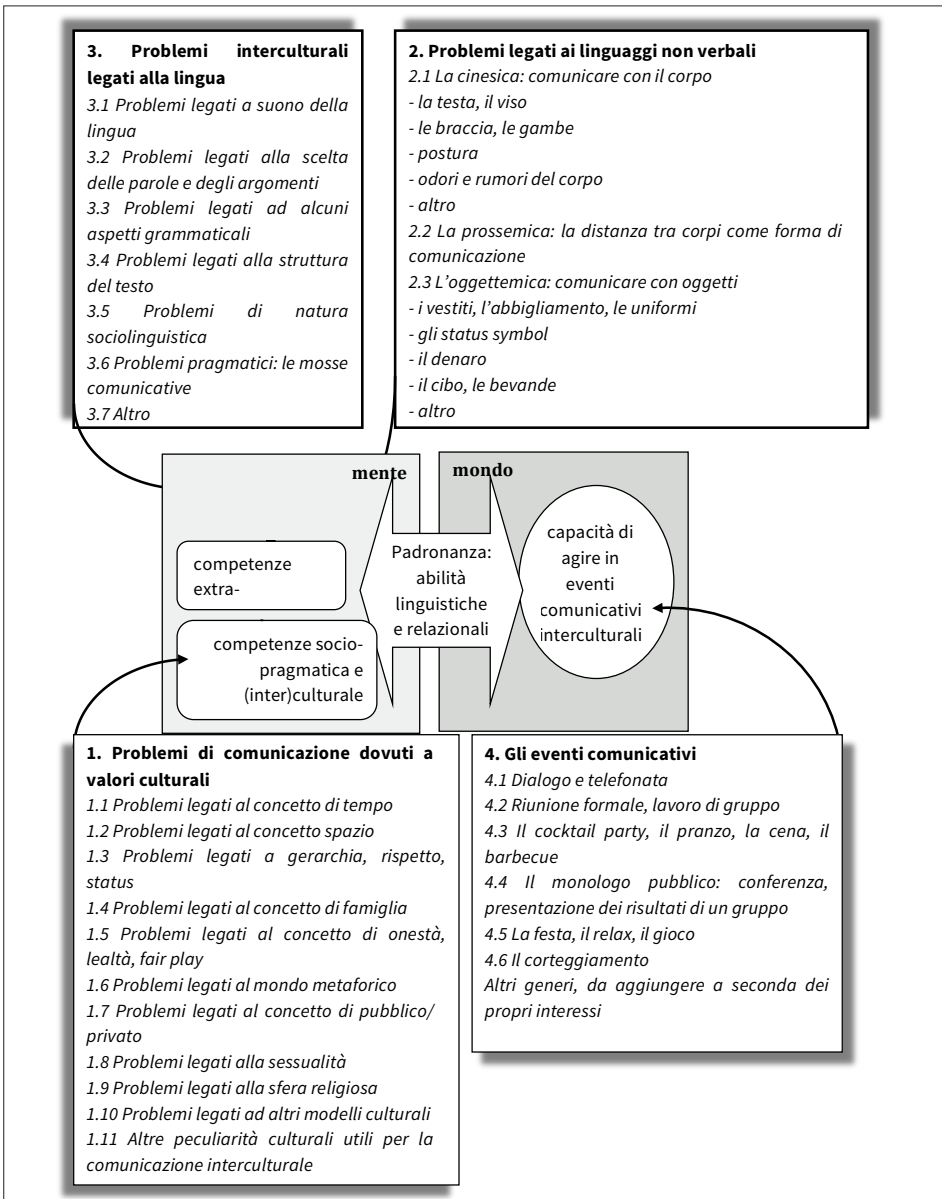 3. Problemi interculturali
legati alla lingua
3.1 Problemi legati a suono della
lingua
3.2 Problemi legati alla scelta
delle parole e degli argomenti
3.3 Problemi legati ad alcuni
aspetti grammaticali
3.4 Problemi legati alla struttura
del testo
3.5 Problemi di natura
sociolinguistica
3.6 Problemi pragmatici: le mosse
comunicative
3.7 Altro
2. Problemi legati ai linguaggi non verbali
2.1 La cinesica: comunicare con il corpo
- la testa, il viso
- le braccia, le gambe
- postura
- odori e rumori del corpo
- altro
2.2 La prossemica: la distanza tra corpi come forma di
comunicazione
2.3 L’oggettemica: comunicare con oggetti
- i vestiti, l’abbigliamento, le uniformi
- gli status symbol
- il denaro
- il cibo, le bevande
- altro
mente
mondo
competenze
extra-
competenze socio-
pragmatica e
(inter)culturale
Padronanza:
abilità
linguistiche
e relazionali
capacità di
agire in
eventi
comunicativi
interculturali
1. Problemi di comunicazione dovuti a
valori culturali
1.1 Problemi legati al concetto di tempo
1.2 Problemi legati al concetto spazio
1.3 Problemi legati a gerarchia, rispetto,
status
1.4 Problemi legati al concetto di famiglia
1.5 Problemi legati al concetto di onestà,
lealtà, fair play
1.6 Problemi legati al mondo metaforico
1.7 Problemi legati al concetto di pubblico/
privato
1.8 Problemi legati alla sessualità
1.9 Problemi legati alla sfera religiosa
1.10 Problemi legati ad altri modelli culturali
1.11 Altre peculiarità culturali utili per la
comunicazione interculturale
4. Gli eventi comunicativi
4.1 Dialogo e telefonata
4.2 Riunione formale, lavoro di gruppo
4.3 Il cocktail party, il pranzo, la cena, il
barbecue
4.4 Il monologo pubblico: conferenza,
presentazione dei risultati di un gruppo
4.5 La festa, il relax, il gioco
4.6 Il corteggiamento
Altri generi, da aggiungere a seconda dei
propri interessi